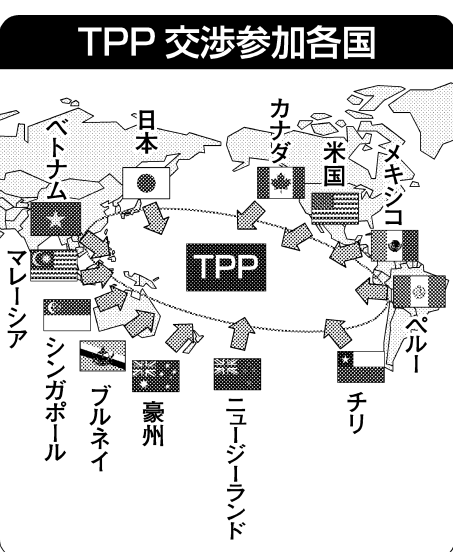 TPP 交渉参加各国
ベトナム
日本
カナダ
米国
メキシコ
マレーシア
TPP
シンガポール
ブルネイ
豪州
ニュージーランド
チリ
ペルー